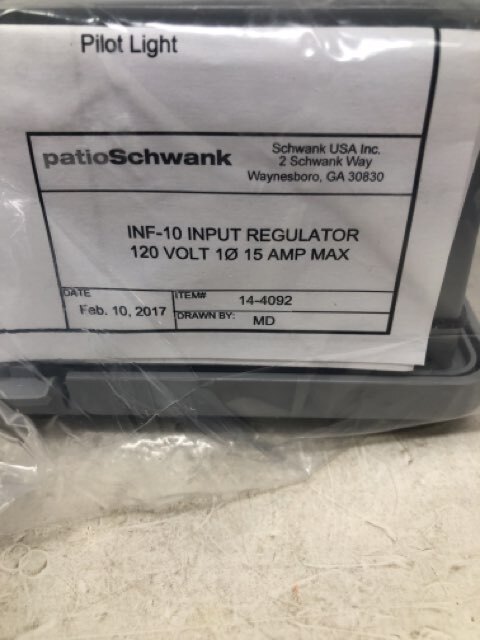 Pilot Light
patioSchwank
Schwank USA Inc.
2 Schwank Way
Waynesboro, GA 30830
INF-10 INPUT REGULATOR
120 VOLT 1Ø 15 AMP MAX
DATE
Feb. 10, 2017
ITEM#
14-4092
DRAWN BY:
MD